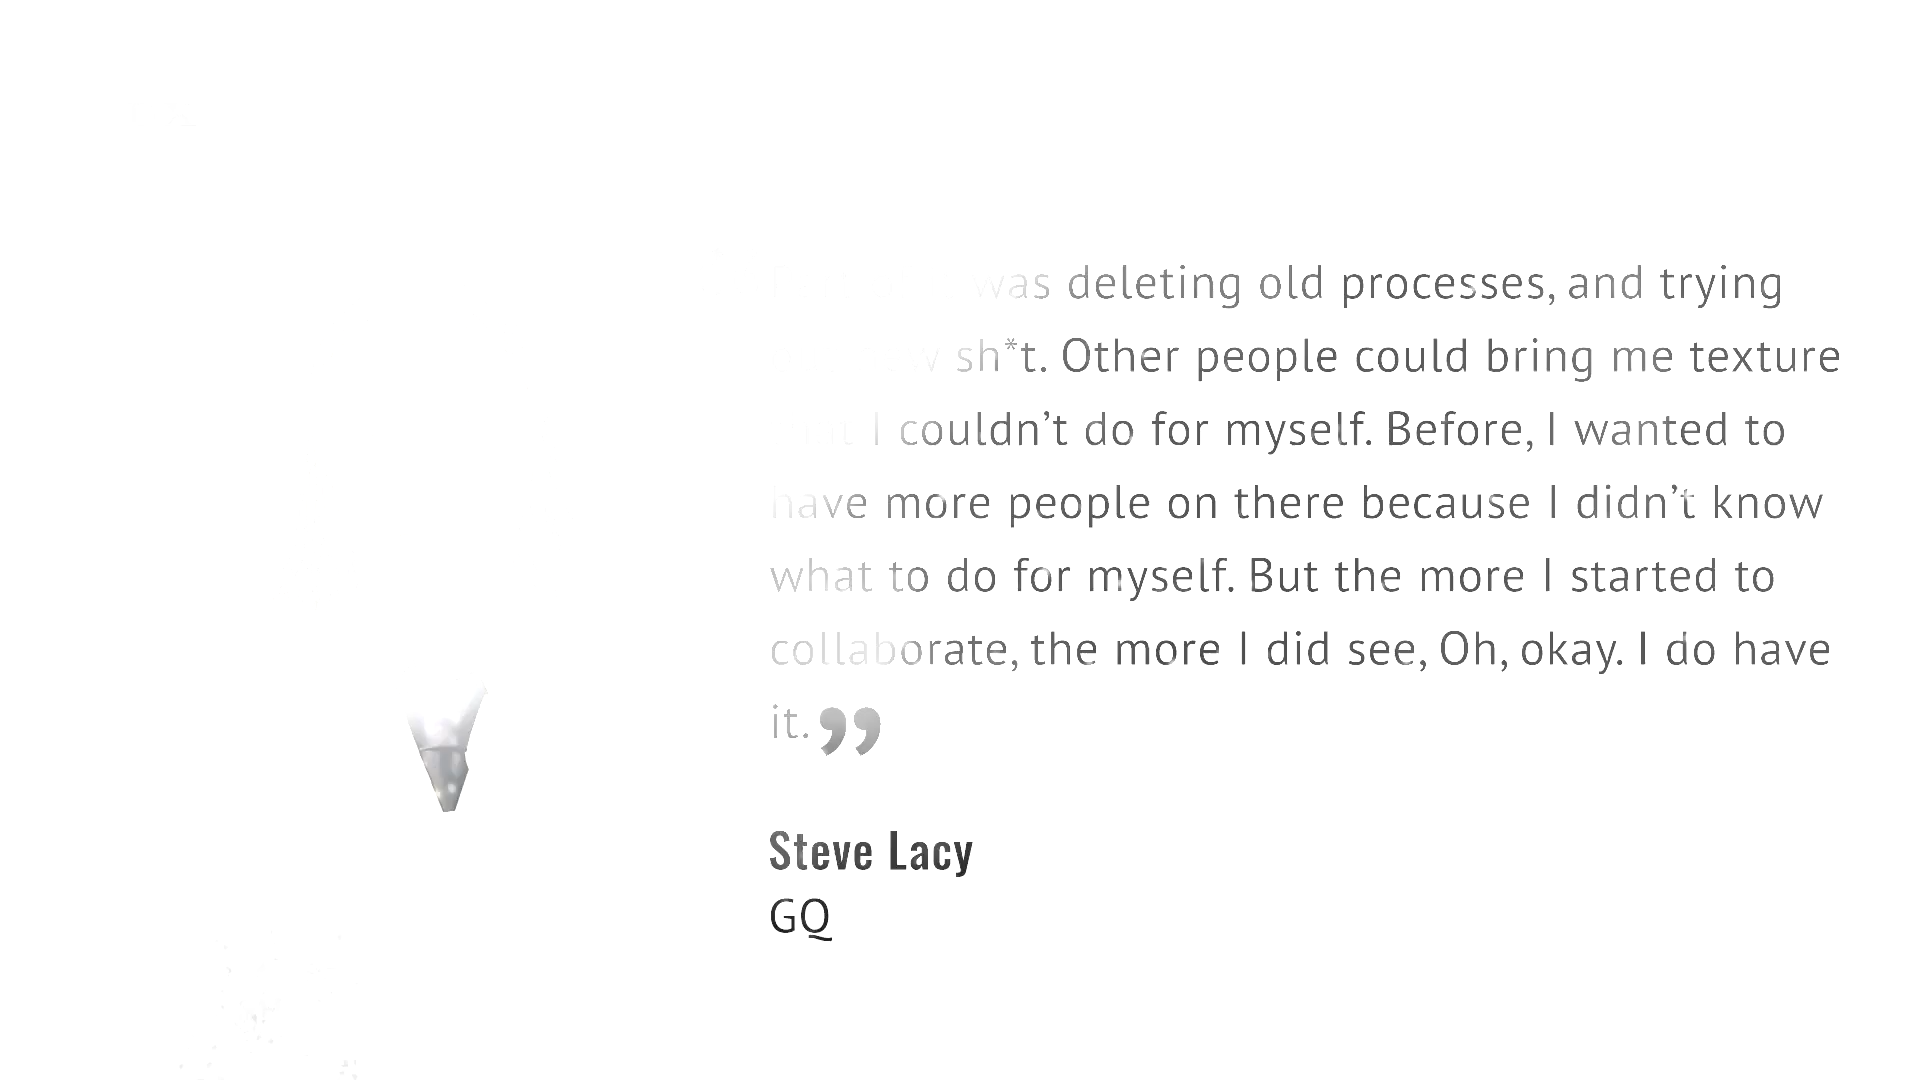 was deleting old processes, and trying
sh*t. Other people could bring me texture
I couldn’t do for myself. Before, I wanted to
have more people on there because I didn’t know
what to do for myself. But the more I started to
collaborate, the more I did see, Oh, okay. I do have
it.”
Steve Lacy
GQ